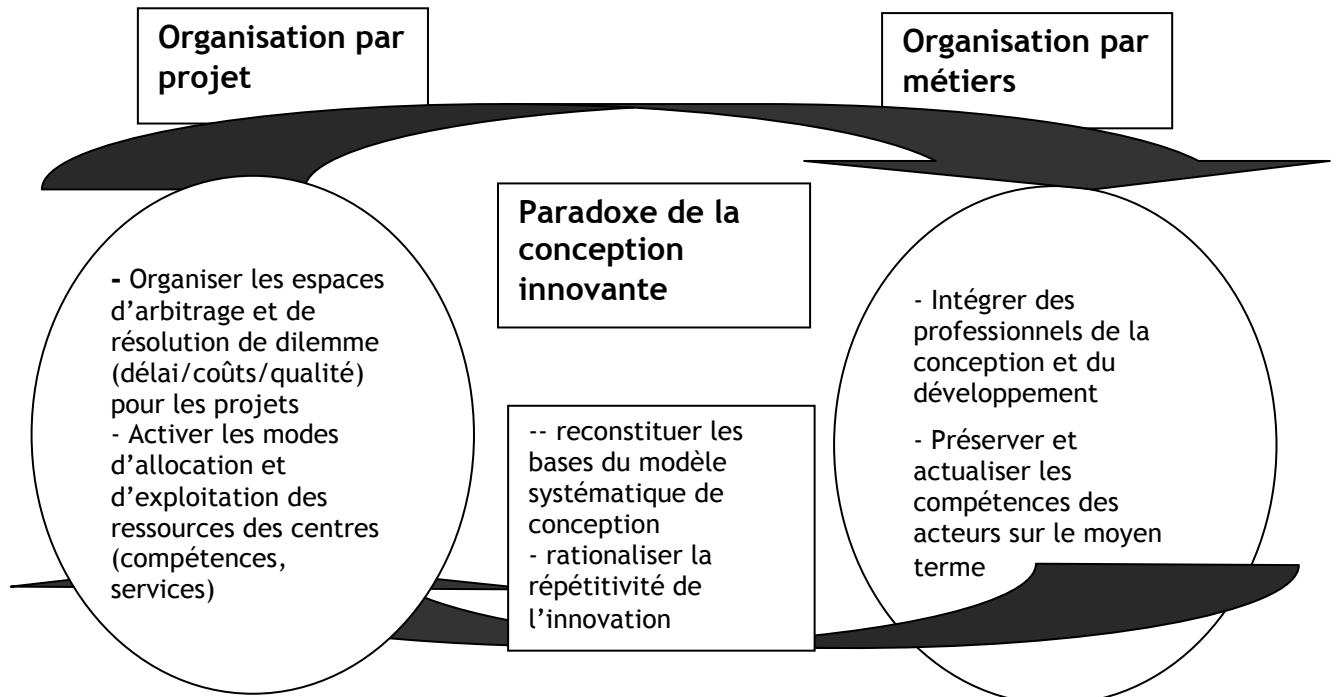 Organisation par
projet
Organisation par
métiers
Paradoxe de la
conception
innovante
- Organiser les espaces
d’arbitrage et de
résolution de dilemme
(délai/coûts/qualité)
pour les projets
- Activer les modes
d’allocation et
d’exploitation des
ressources des centres
(compétences,
services)
-- reconstituer les
bases du modèle
systématique de
conception
- rationaliser la
répétitivité de
l’innovation
- Intégrer des
professionnels de la
conception et du
développement
- Préserver et
actualiser les
compétences des
acteurs sur le moyen
terme